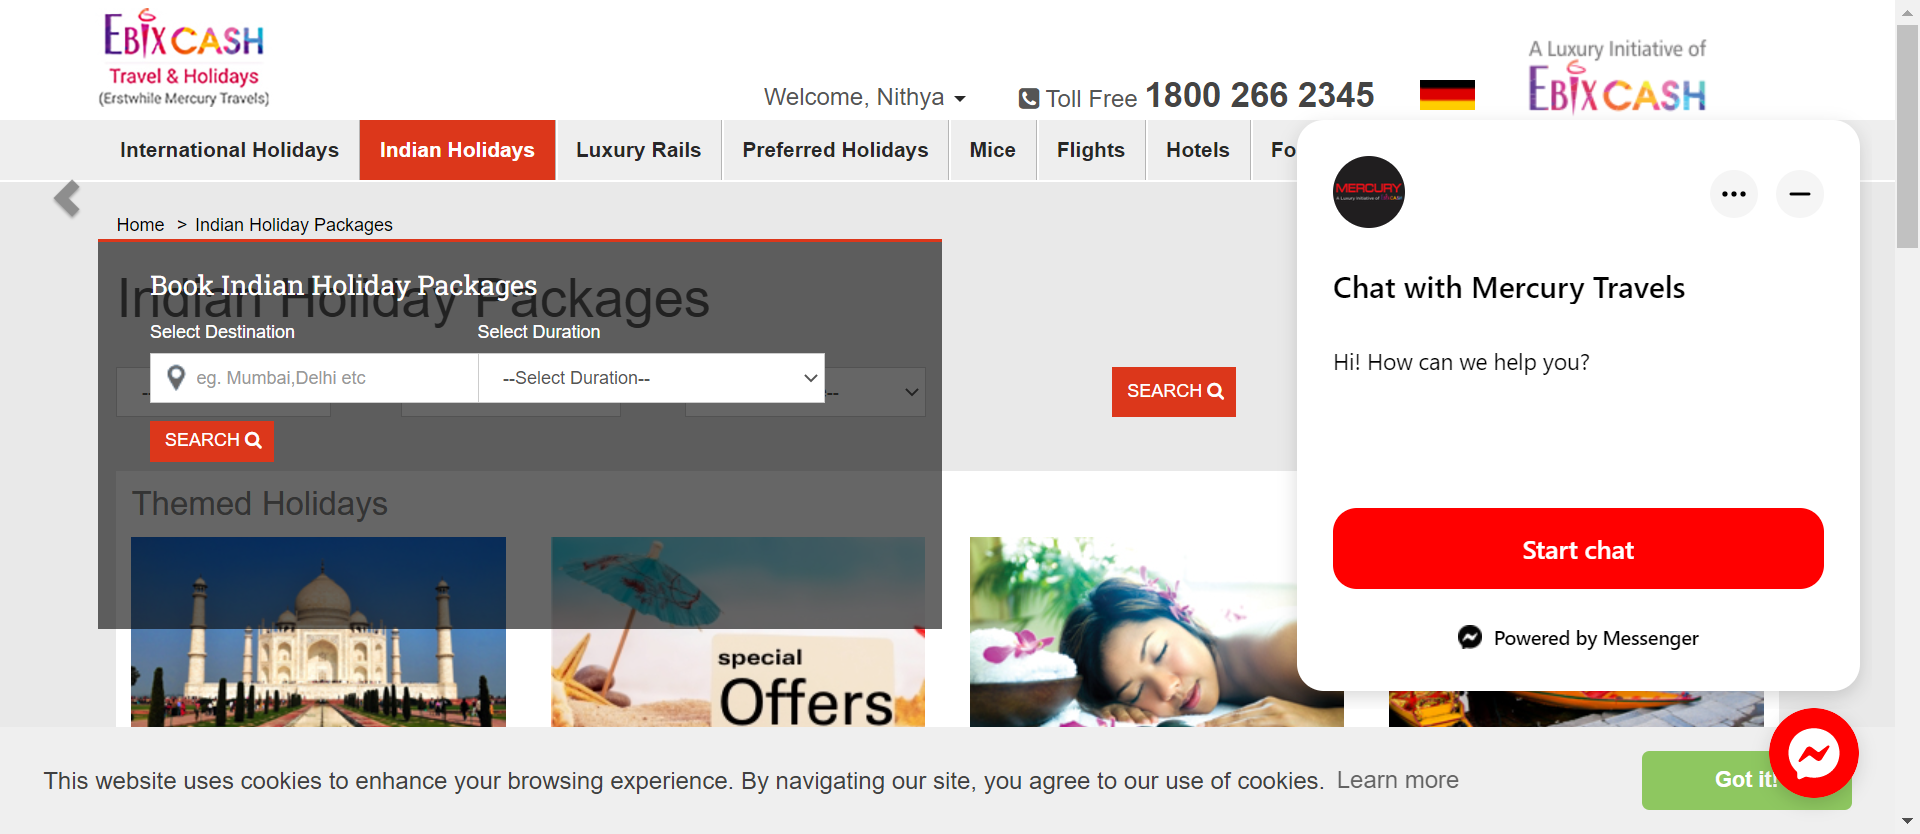 EBIXCASH
Travel & Holidays
(Erstwhile Mercury Travels)
Welcome, Nithya
Toll Free 1800 266 2345
A Luxury Initiative of
EBIXCASH
International Holidays
Indian Holidays
Luxury Rails
Preferred Holidays
Mice
Flights
Hotels
Fo
Home > Indian Holiday Packages
Indian Holiday Packages
Book Indian Holiday Packages
Select Destination
Select Duration
eg. Mumbai,Delhi etc
--Select Duration--
SEARCH
SEARCH
Themed Holidays
special
Offers
MERCURY
Chat with Mercury Travels
Hi! How can we help you?
Start chat
Powered by Messenger
This website uses cookies to enhance your browsing experience. By navigating our site, you agree to our use of cookies. Learn more
Got it!